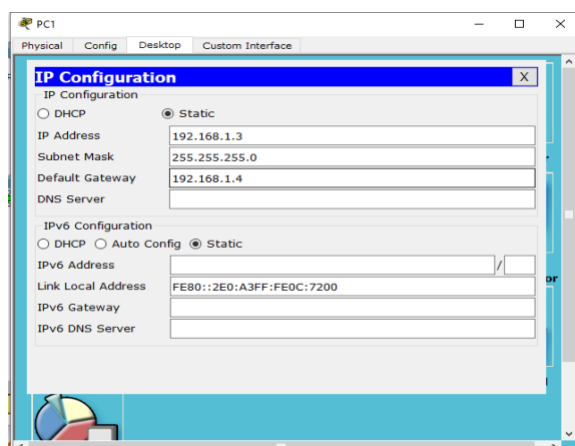 PC1
Physical Config Desktop Custom Interface
IP Configuration X
IP Configuration
DHCP Static
IP Address 192.168.1.3
Subnet Mask 255.255.255.0
Default Gateway 192.168.1.4
DNS Server
IPv6 Configuration
DHCP Auto Config Static
IPv6 Address /
Link Local Address FE80::2E0:A3FF:FE0C:7200
IPv6 Gateway
IPv6 DNS Server
or